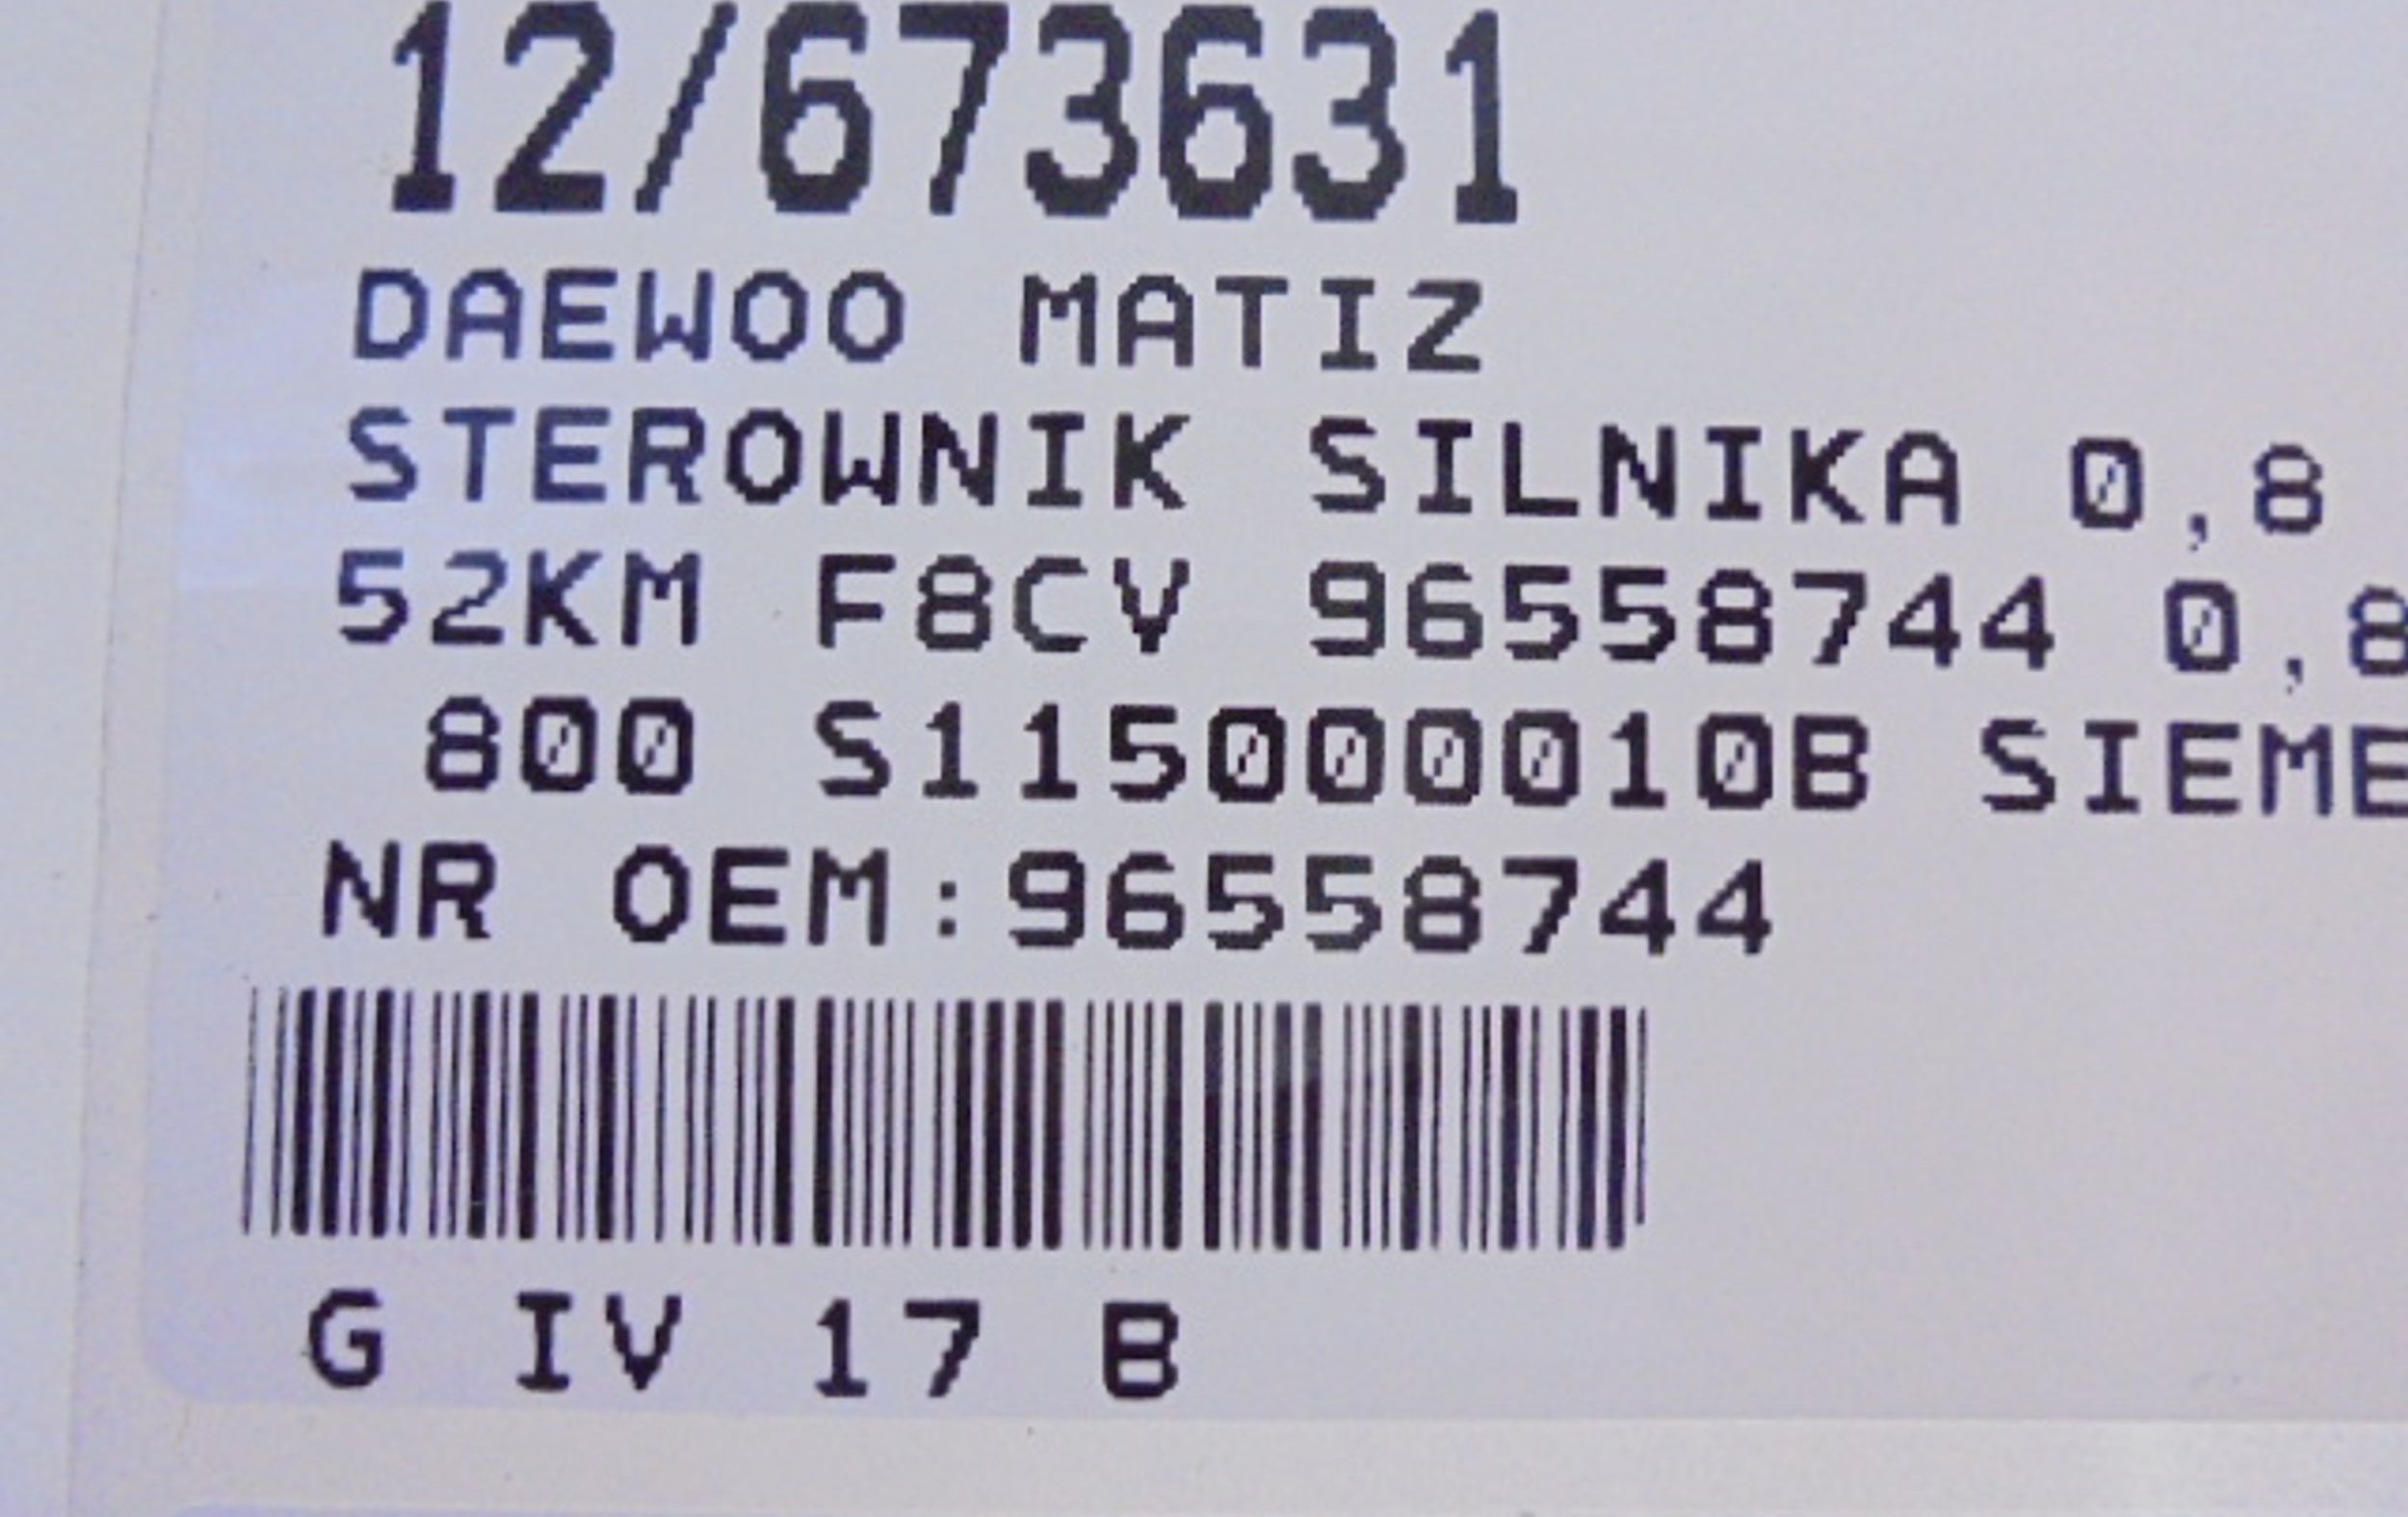 12/673631
DAEWOO MATIZ
STEROWNIK SILNIKA 0,8
52KM F8CV 96558744 0,8
800 S115000010B SIEME
NR OEM:96558744
G IV 17 B